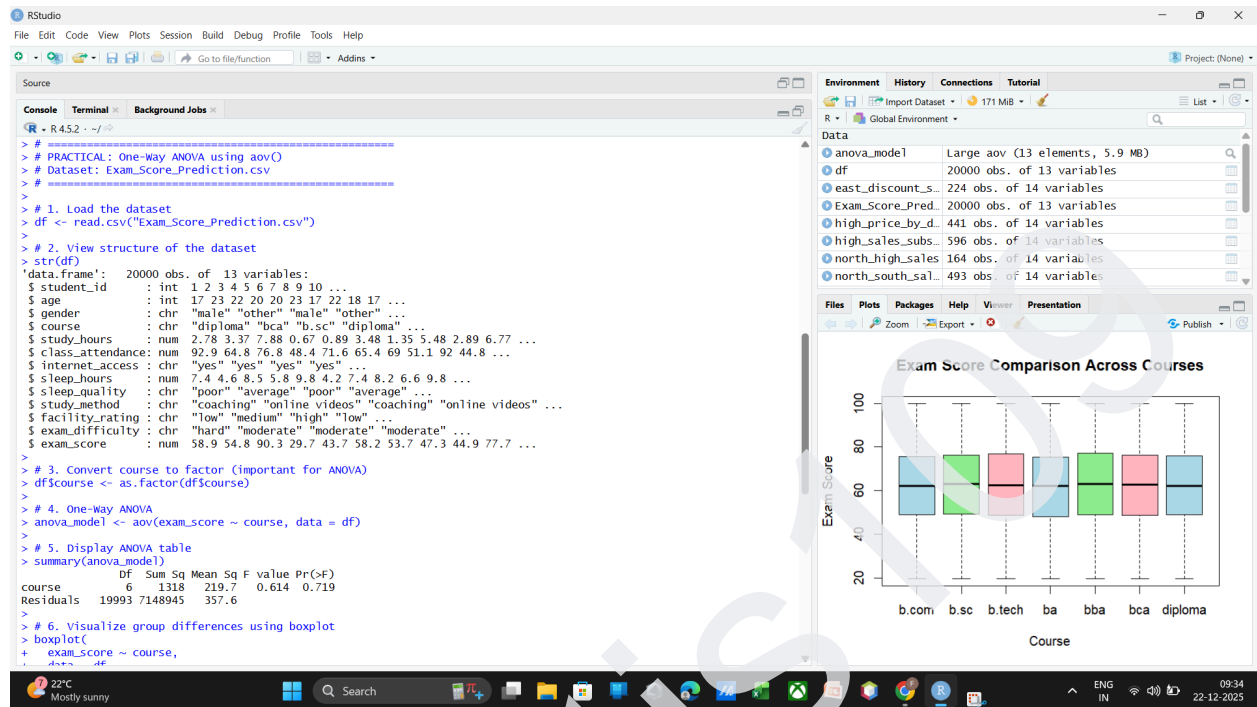 RStudio
File Edit Code View Plots Session Build Debug Profile Tools Help
Go to file/function Addins Project: (None)
Source
Console Terminal Background Jobs
R 4.5.2 · ~/
> # =====================================================
> # PRACTICAL: One-Way ANOVA using aov()
> # Dataset: Exam_Score_Prediction.csv
> # =====================================================
>
> # 1. Load the dataset
> df <- read.csv("Exam_Score_Prediction.csv")
>
> # 2. View structure of the dataset
> str(df)
'data.frame': 20000 obs. of 13 variables:
$ student_id : int 1 2 3 4 5 6 7 8 9 10 ...
$ age : int 17 23 22 20 20 23 17 22 18 17 ...
$ gender : chr "male" "other" "male" "other" ...
$ course : chr "diploma" "bca" "b.sc" "diploma" ...
$ study_hours : num 2.78 3.37 7.88 0.67 0.89 3.48 1.35 5.48 2.89 6.77 ...
$ class_attendance: num 92.9 64.8 76.8 48.4 71.6 65.4 69 51.1 92 44.8 ...
$ internet_access : chr "yes" "yes" "yes" "yes" ...
$ sleep_hours : num 7.4 4.6 8.5 5.8 9.8 4.2 7.4 8.2 6.6 9.8 ...
$ sleep_quality : chr "poor" "average" "poor" "average" ...
$ study_method : chr "coaching" "online videos" "coaching" "online videos" ...
$ facility_rating : chr "low" "medium" "high" "low" ...
$ exam_difficulty : chr "hard" "moderate" "moderate" "moderate" ...
$ exam_score : num 58.9 54.8 90.3 29.7 43.7 58.2 53.7 47.3 44.9 77.7 ...
>
> # 3. Convert course to factor (important for ANOVA)
> df$course <- as.factor(df$course)
>
> # 4. One-Way ANOVA
> anova_model <- aov(exam_score ~ course, data = df)
>
> # 5. Display ANOVA table
> summary(anova_model)
Df Sum Sq Mean Sq F value Pr(>F)
course 6 1318 219.7 0.614 0.719
Residuals 19993 7148945 357.6
>
> # 6. Visualize group differences using boxplot
> boxplot(
+ exam_score ~ course,
+ data = df
Environment History Connections Tutorial
Import Dataset 171 MiB List
R Global Environment
Data
anova_model Large aov (13 elements, 5.9 MB)
df 20000 obs. of 13 variables
east_discount_s… 224 obs. of 14 variables
Exam_Score_Pred… 20000 obs. of 13 variables
high_price_by_d… 441 obs. of 14 variables
high_sales_subs… 596 obs. of 14 variables
north_high_sales 164 obs. of 14 variables
north_south_sal… 493 obs. of 14 variables
Files Plots Packages Help Viewer Presentation
Zoom Export Publish
Exam Score Comparison Across Courses
Exam Score
100
80
60
40
20
b.com b.sc b.tech ba bba bca diploma
Course
7
22°C
Mostly sunny
Search
ENG
IN
09:34
22-12-2025